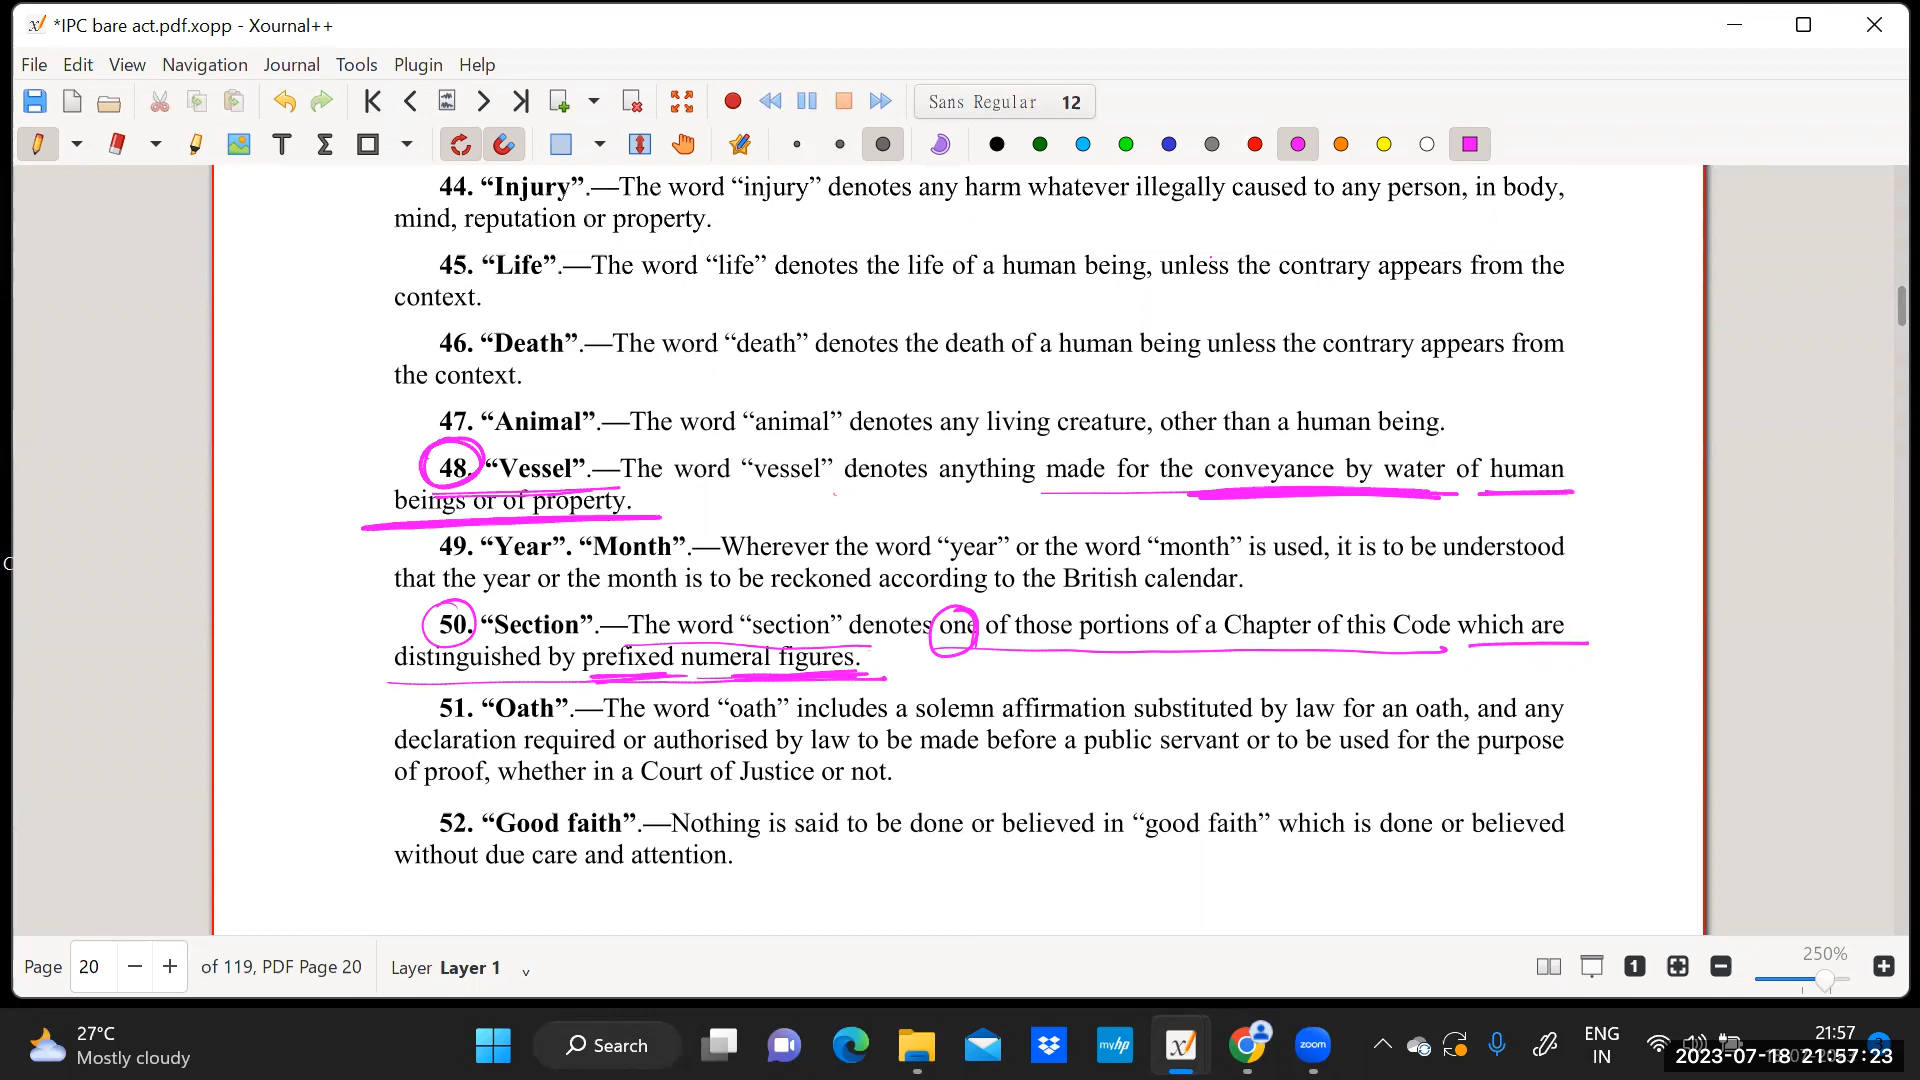 *IPC bare act.pdf.xopp - Xournal++
File Edit View Navigation Journal Tools Plugin Help
Sans Regular 12
44. “Injury”.—The word “injury” denotes any harm whatever illegally caused to any person, in body,
mind, reputation or property.
45. “Life”.—The word “life” denotes the life of a human being, unless the contrary appears from the
context.
46. “Death”.—The word “death” denotes the death of a human being unless the contrary appears from
the context.
47. “Animal”.—The word “animal” denotes any living creature, other than a human being.
48. “Vessel”.—The word “vessel” denotes anything made for the conveyance by water of human
beings or of property.
49. “Year”. “Month”.—Wherever the word “year” or the word “month” is used, it is to be understood
that the year or the month is to be reckoned according to the British calendar.
50. “Section”.—The word “section” denotes one of those portions of a Chapter of this Code which are
distinguished by prefixed numeral figures.
51. “Oath”.—The word “oath” includes a solemn affirmation substituted by law for an oath, and any
declaration required or authorised by law to be made before a public servant or to be used for the purpose
of proof, whether in a Court of Justice or not.
52. “Good faith”.—Nothing is said to be done or believed in “good faith” which is done or believed
without due care and attention.
Page 20 of 119, PDF Page 20 Layer Layer 1
250%
27°C
Mostly cloudy
Search
myhp
zoom
ENG
IN
21:57
2023-07-18 21:57:23